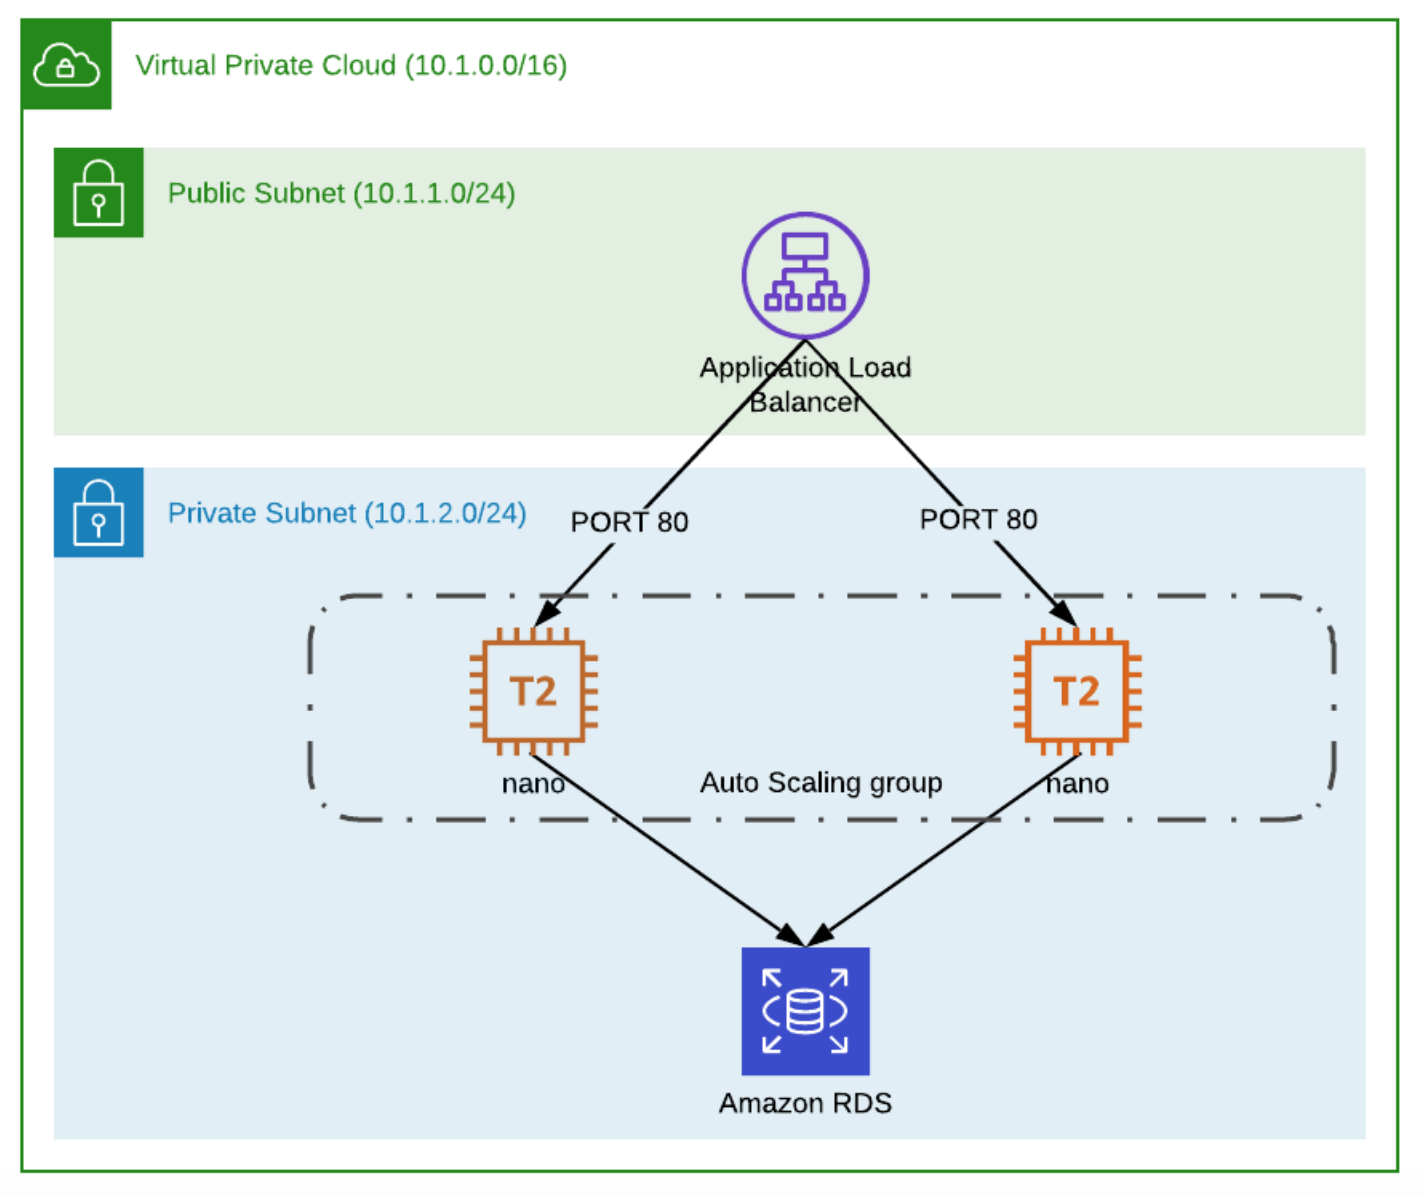 Virtual Private Cloud (10.1.0.0/16)
Public Subnet (10.1.1.0/24)
Application Load
Balancer
Private Subnet (10.1.2.0/24)
PORT 80
PORT 80
T2
T2
nano
Auto Scaling group
nano
Amazon RDS